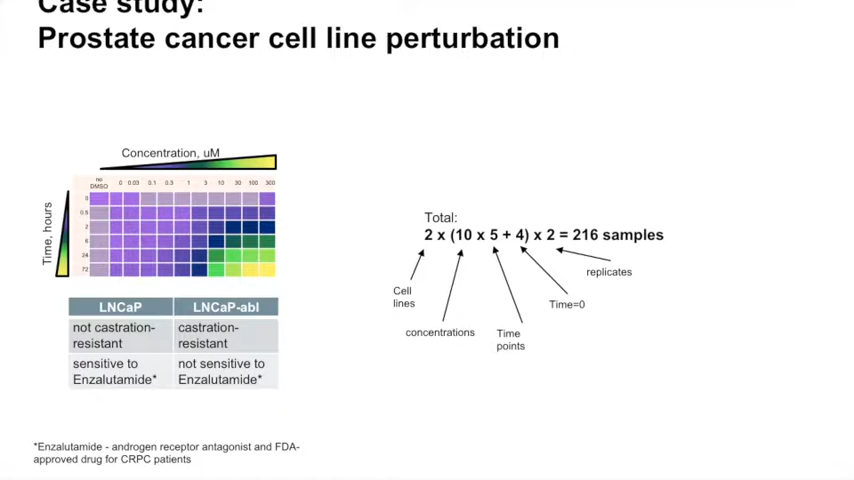 Case study:
Prostate cancer cell line perturbation
Concentration, uM
no DMSO 0 0.03 0.1 0.3 1 3 10 30 100 300
Time, hours
0
0.5
2
6
24
72
LNCaP LNCaP-abl
not castration- castration-
resistant resistant
sensitive to not sensitive to
Enzalutamide* Enzalutamide*
Total:
2 x (10 x 5 + 4) x 2 = 216 samples
replicates
Cell
lines
Time=0
concentrations
Time
points
*Enzalutamide - androgen receptor antagonist and FDA-
approved drug for CRPC patients